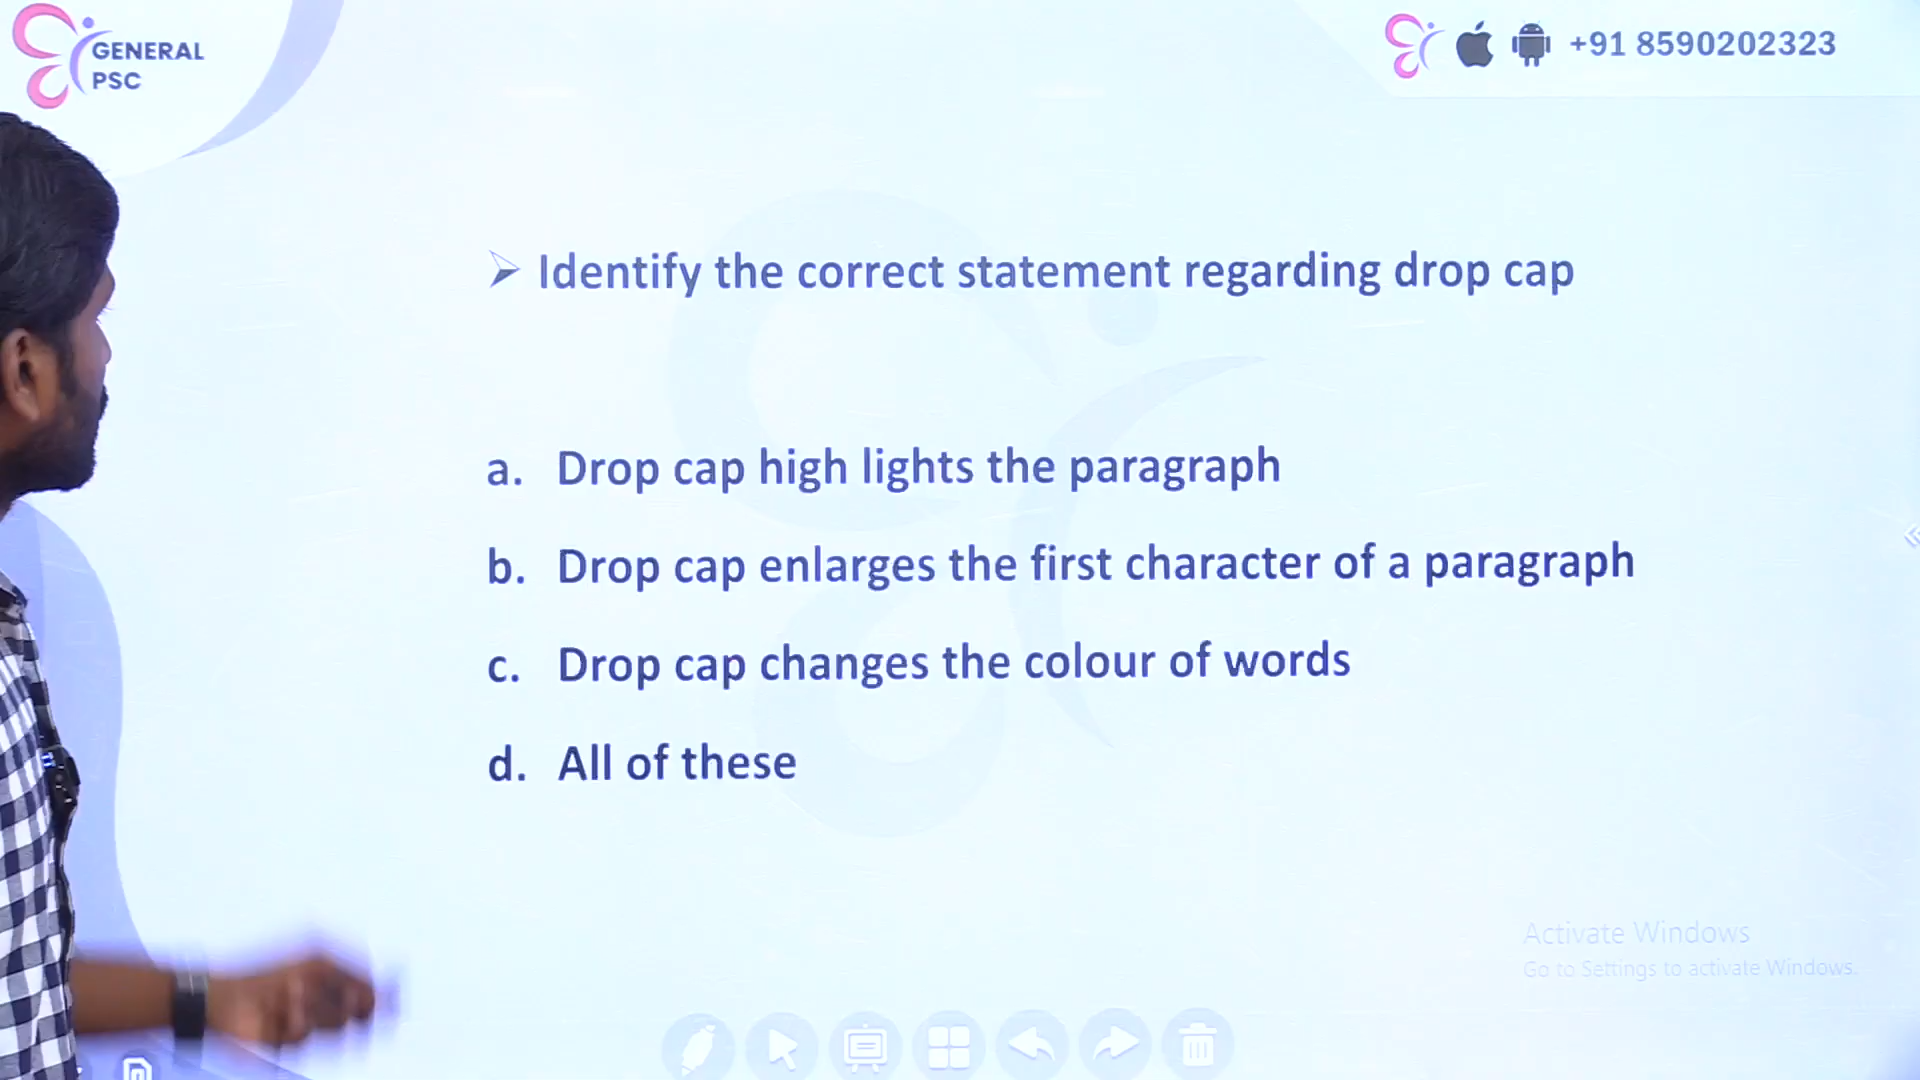 GENERAL
PSC
+91 8590202323
➢ Identify the correct statement regarding drop cap
a. Drop cap high lights the paragraph
b. Drop cap enlarges the first character of a paragraph
c. Drop cap changes the colour of words
d. All of these
Activate Windows
Go to Settings to activate Windows.